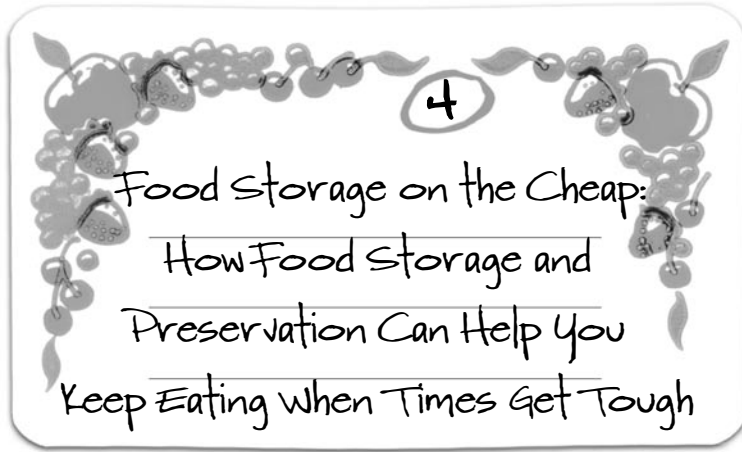 4
Food Storage on the Cheap:
How Food Storage and
Preservation Can Help You
Keep Eating When Times Get Tough